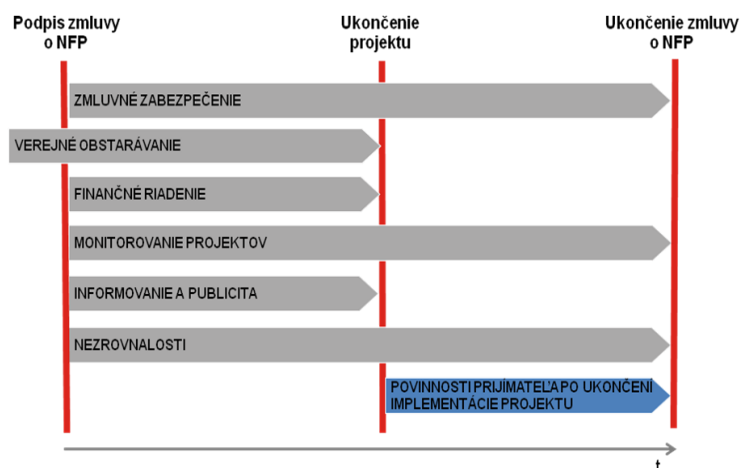 Podpis zmluvy
o NFP
Ukončenie
projektu
Ukončenie zmluvy
o NFP
ZMLUVNÉ ZABEZPEČENIE
VEREJNÉ OBSTARÁVANIE
FINANČNÉ RIADENIE
MONITOROVANIE PROJEKTOV
INFORMOVANIE A PUBLICITA
NEZROVNALOSTI
POVINNOSTI PRIJÍMATEĽA PO UKONČENÍ
IMPLEMENTÁCIE PROJEKTU
t